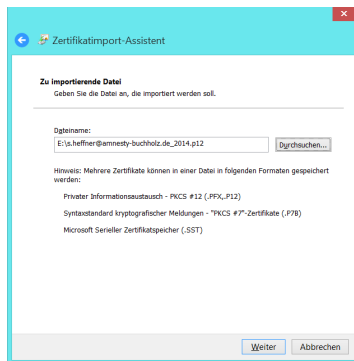 Zertifikatimport-Assistent
Zu importierende Datei
Geben Sie die Datei an, die importiert werden soll.
Dateiname:
E:\s.heffner@amnesty-buchholz.de_2014.p12
Durchsuchen...
Hinweis: Mehrere Zertifikate können in einer Datei in folgenden Formaten gespeichert
werden:
Privater Informationsaustausch - PKCS #12 (.PFX,.P12)
Syntaxstandard kryptografischer Meldungen - "PKCS #7"-Zertifikate (.P7B)
Microsoft Serieller Zertifikatspeicher (.SST)
Weiter
Abbrechen